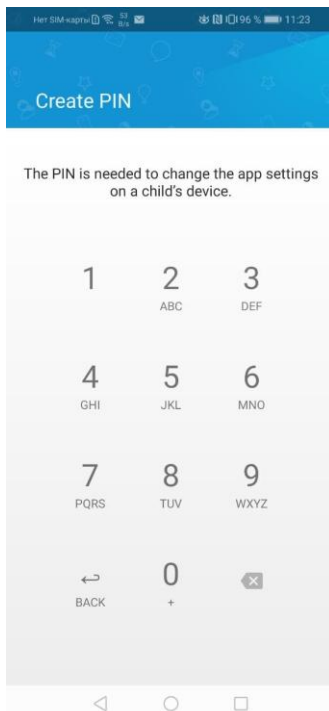 Нет SIM-карты 53 B/s 96 % 11:23
Create PIN
The PIN is needed to change the app settings
on a child's device.
1 2 3
ABC DEF
4 5 6
GHI JKL MNO
7 8 9
PQRS TUV WXYZ
0
BACK +